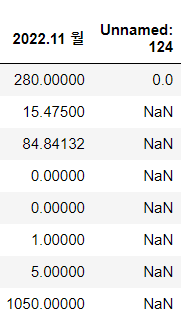 2022.11 월 Unnamed: 124
280.00000 0.0
15.47500 NaN
84.84132 NaN
0.00000 NaN
0.00000 NaN
1.00000 NaN
5.00000 NaN
1050.00000 NaN